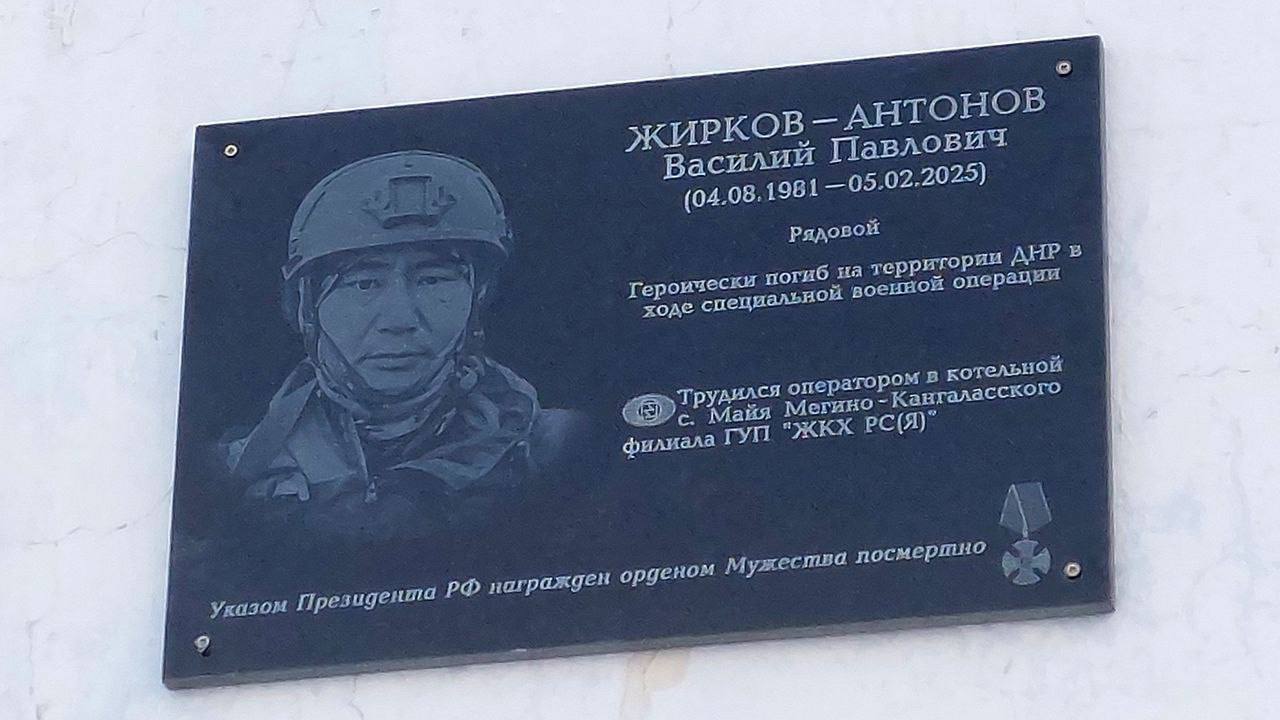 ЖИРКОВ – АНТОНОВ
Василий Павлович
(04.08.1981 – 05.02.2025)
Рядовой
Героически погиб на территории ДНР в
ходе специальной военной операции
Трудился оператором в котельной
с. Майя Мегино-Кангаласского
филиала ГУП "ЖКХ РС(Я)"
Указом Президента РФ награжден орденом Мужества посмертно